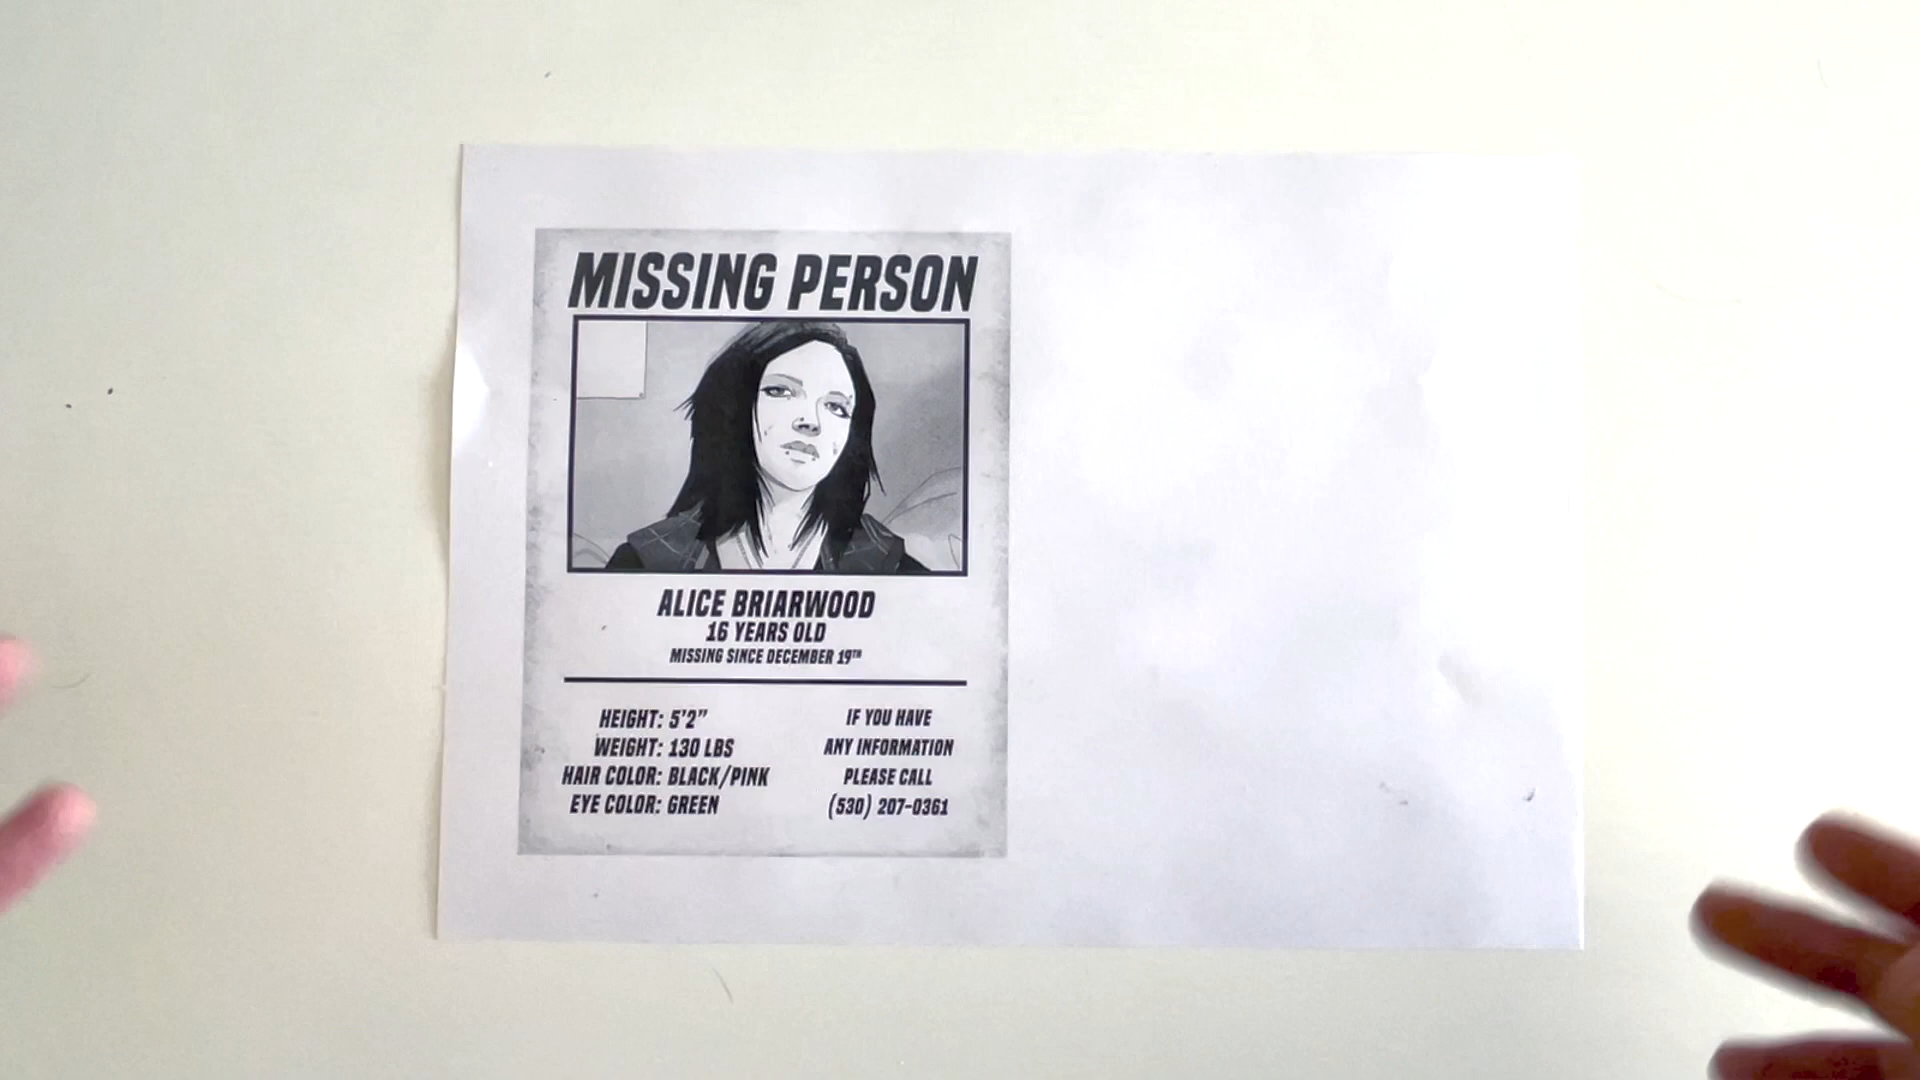 MISSING PERSON
ALICE BRIARWOOD
16 YEARS OLD
MISSING SINCE DECEMBER 19TH
HEIGHT: 5'2"
WEIGHT: 130 LBS
HAIR COLOR: BLACK/PINK
EYE COLOR: GREEN
IF YOU HAVE
ANY INFORMATION
PLEASE CALL
(530) 207-0361